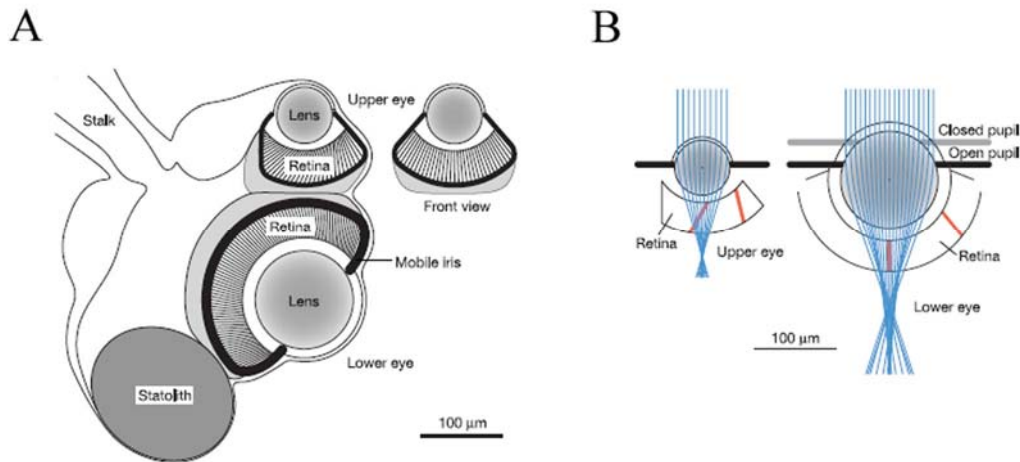 A
B
Stalk
Lens
Upper eye
Retina
Front view
Retina
Mobile iris
Lens
Lower eye
Statolith
100 μm
Closed pupil
Open pupil
Retina
Upper eye
Retina
Lower eye
100 μm